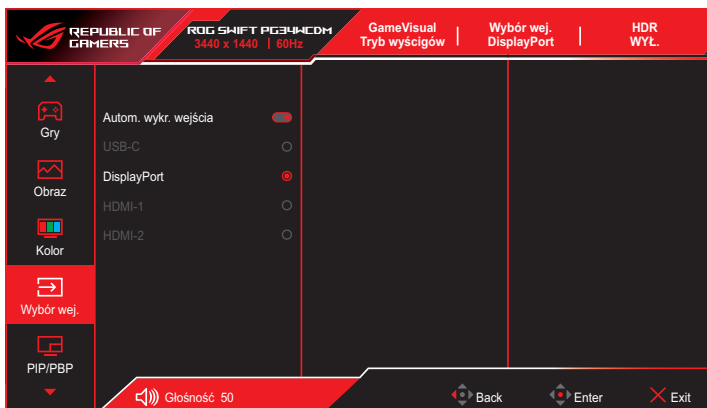 REPUBLIC OF
GAMERS
ROG SWIFT PG34WCDM
3440 x 1440 | 60Hz
GameVisual
Tryb wyścigów
Wybór wej.
DisplayPort
HDR
WYŁ.
Gry
Obraz
Kolor
Wybór wej.
PIP/PBP
Autom. wykr. wejścia
USB-C
DisplayPort
HDMI-1
HDMI-2
Głośność 50
Back
Enter
Exit